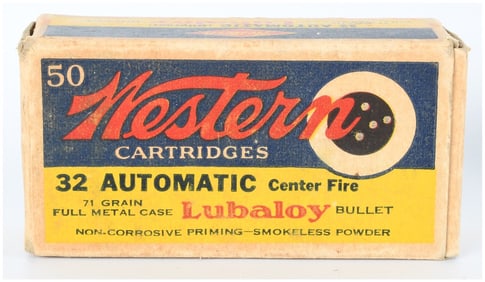 50
Western
CARTRIDGES
32 AUTOMATIC Center Fire
71 GRAIN
FULL METAL CASE Lubaloy BULLET
NON-CORROSIVE PRIMING—SMOKELESS POWDER